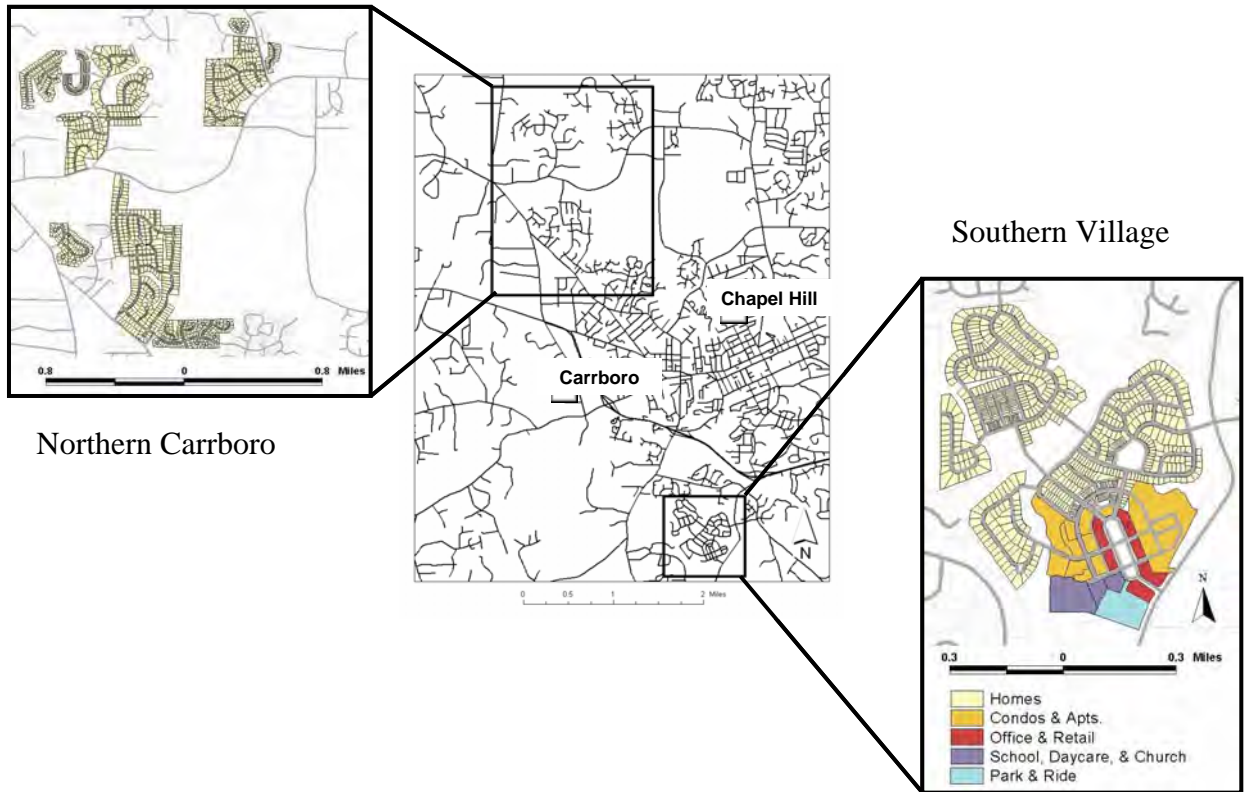 0.8 0 0.8 Miles
Northern Carrboro
Chapel Hill
Carrboro
N
0 0.5 1 2 Miles
Southern Village
N
0.3 0 0.3 Miles
Homes
Condos & Apts.
Office & Retail
School, Daycare, & Church
Park & Ride